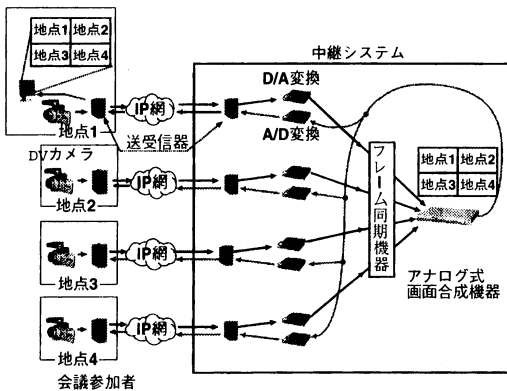 地点1 地点2
地点3 地点4
中継システム
D/A変換
IP網
地点1
送受信器
A/D変換
DVカメラ
IP網
地点2
フレーム同期機器
地点1 地点2
地点3 地点4
IP網
地点3
アナログ式
画面合成機器
IP網
地点4
会議参加者